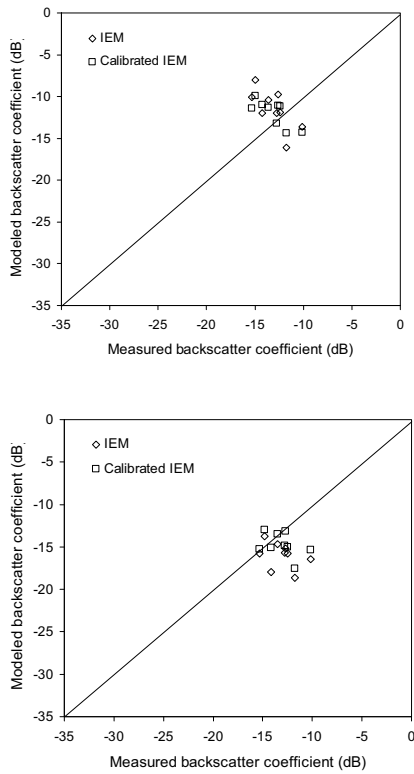 0
-5
-10
-15
-20
-25
-30
-35
Modeled backscatter coefficient (dB)
IEM
Calibrated IEM
-35 -30 -25 -20 -15 -10 -5 0
Measured backscatter coefficient (dB)
0
-5
-10
-15
-20
-25
-30
-35
Modeled backscatter coefficient (dB)
IEM
Calibrated IEM
-35 -30 -25 -20 -15 -10 -5 0
Measured backscatter coefficient (dB)